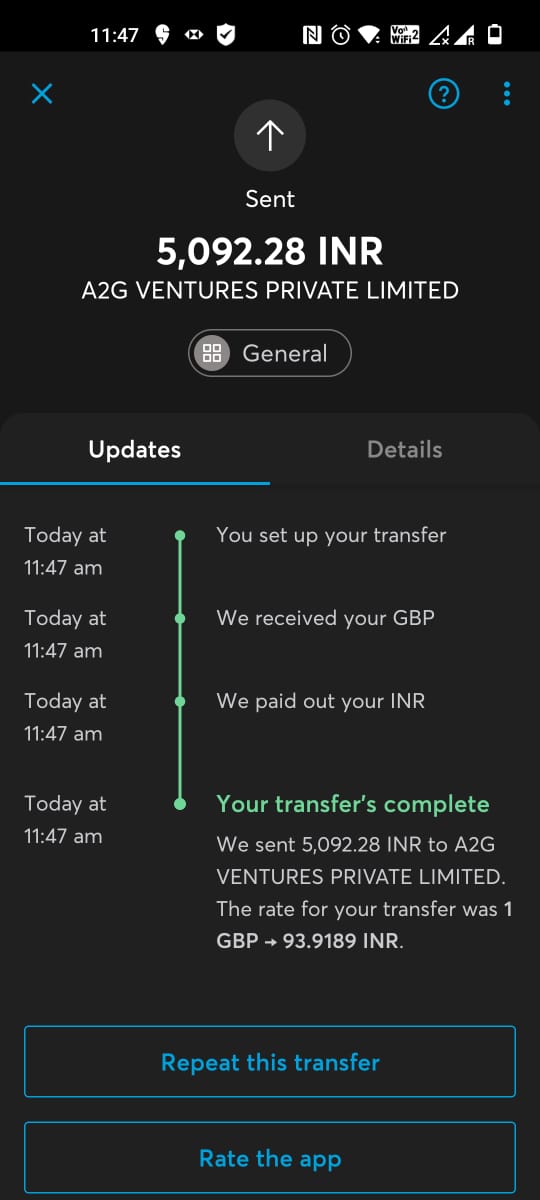 11:47
Vo
WiFi2
R
?
Sent
5,092.28 INR
A2G VENTURES PRIVATE LIMITED
General
Updates Details
Today at You set up your transfer
11:47 am
Today at We received your GBP
11:47 am
Today at We paid out your INR
11:47 am
Today at Your transfer's complete
11:47 am We sent 5,092.28 INR to A2G
VENTURES PRIVATE LIMITED.
The rate for your transfer was 1
GBP → 93.9189 INR.
Repeat this transfer
Rate the app